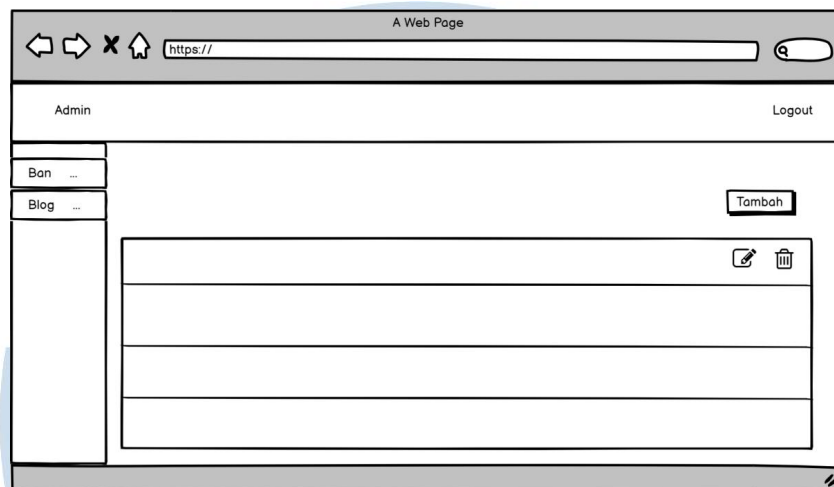 A Web Page
https://
Admin
Logout
Ban ...
Blog ...
Tambah